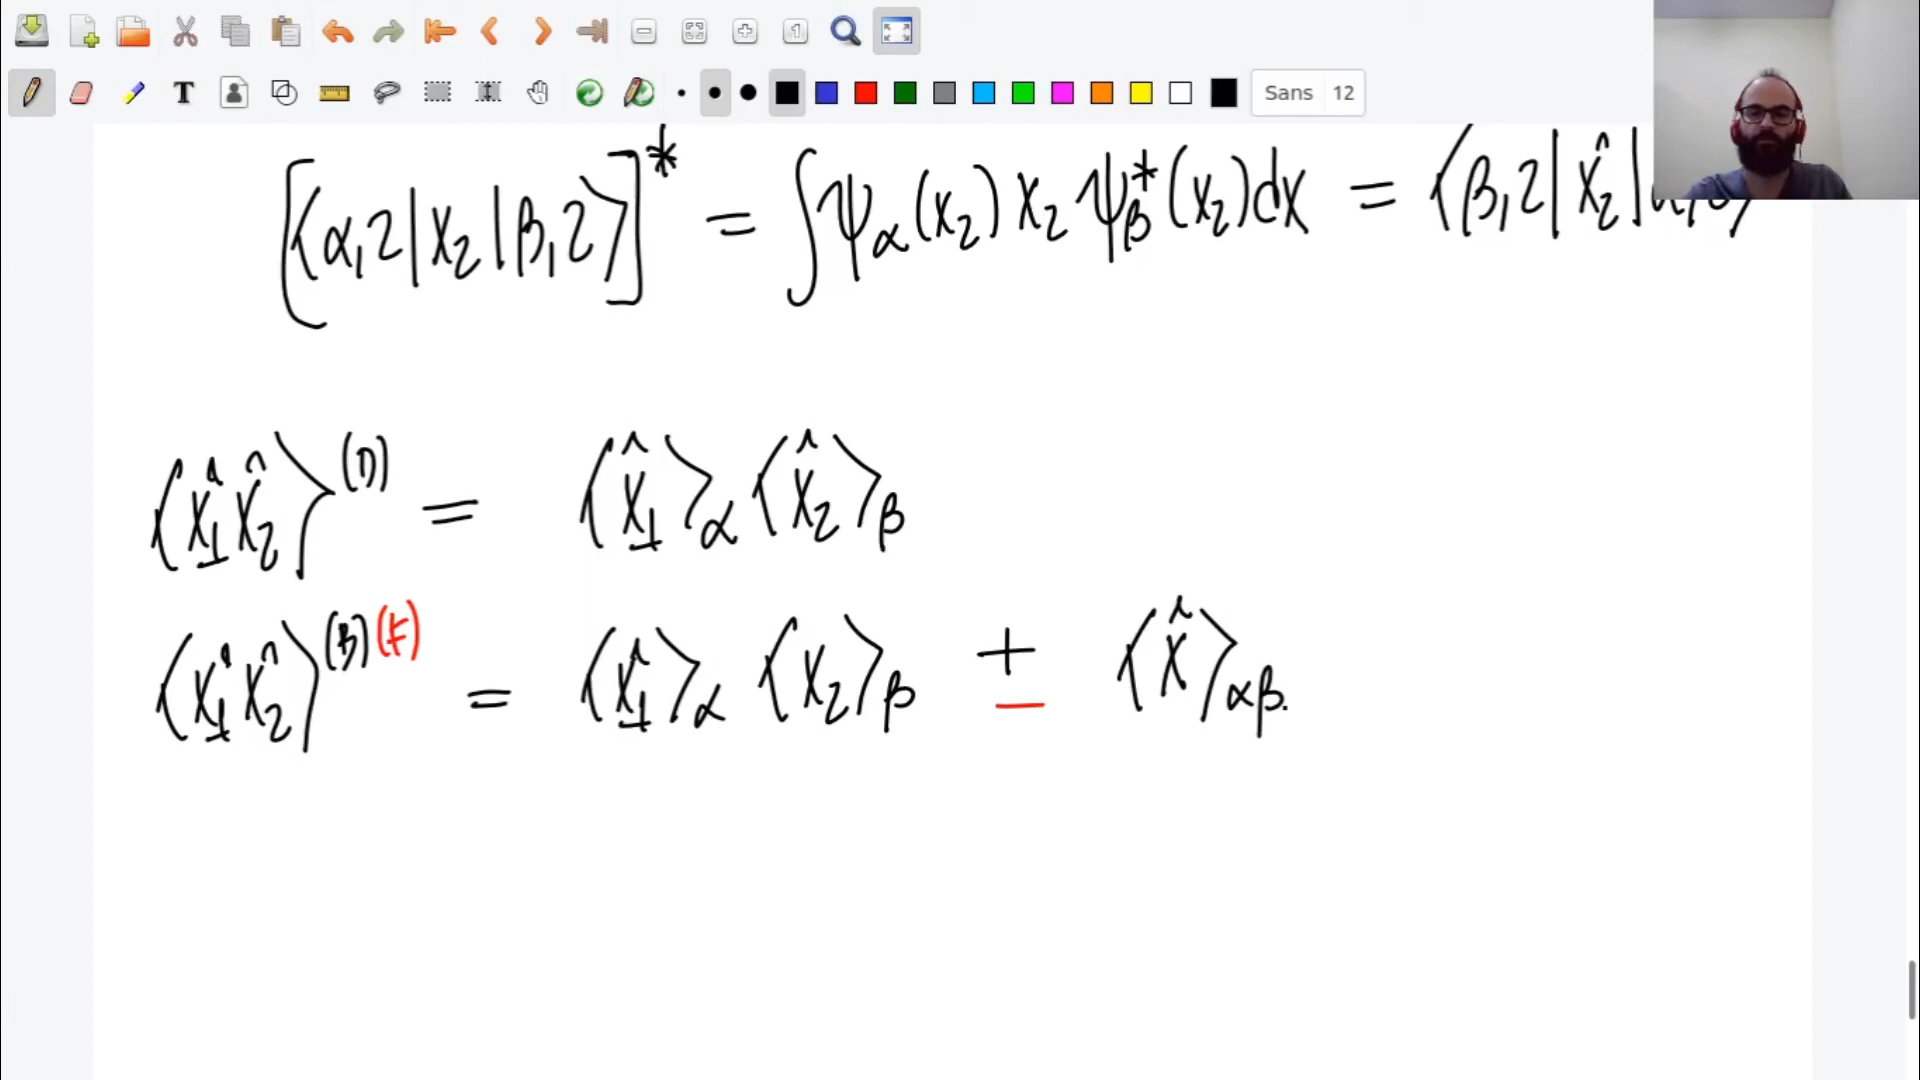 T Sans 12
[⟨α,2|x₂|β,2⟩]* = ∫ψα(x₂) x₂ ψβ*(x₂)dx = ⟨β,2|x̂₂|
⟨x̂₁x̂₂⟩⁽ᴰ⁾ = ⟨x̂₁⟩α ⟨x̂₂⟩β
⟨x̂₁x̂₂⟩⁽ᴮ⁾⁽ᶠ⁾ = ⟨x̂₁⟩α ⟨x₂⟩β ± ⟨x̂⟩αβ.